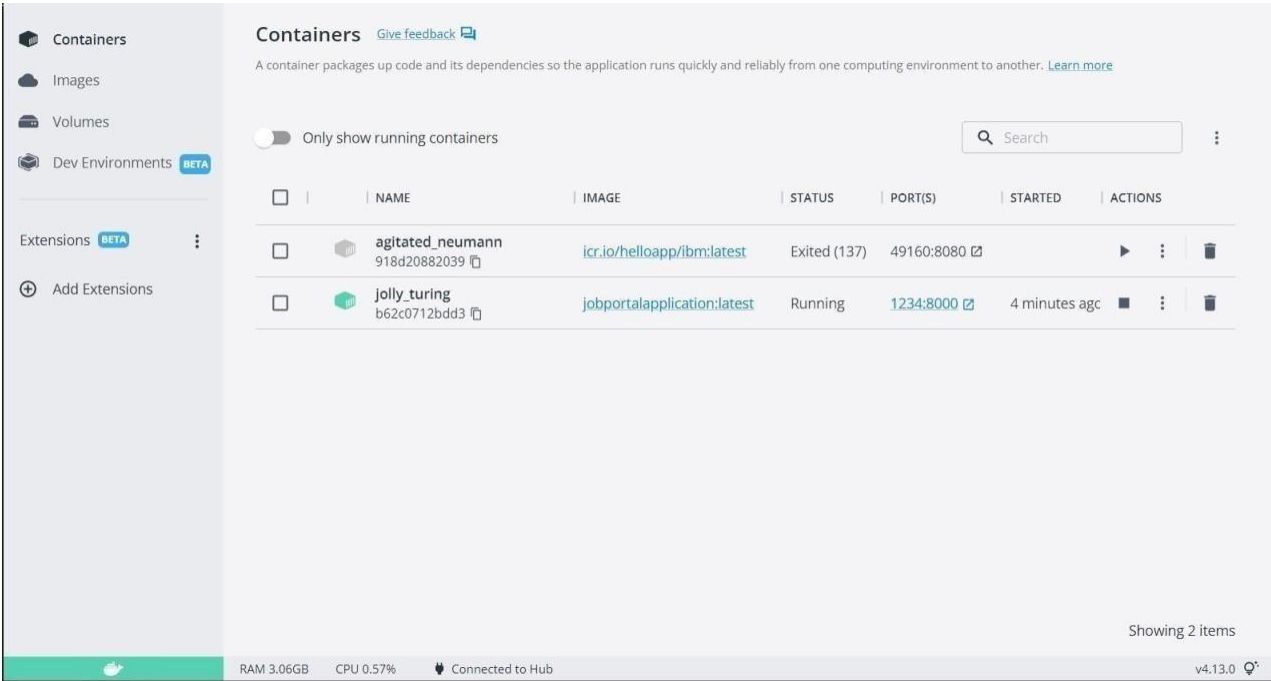 Containers
Images
Volumes
Dev Environments BETA
Extensions BETA
Add Extensions
Containers Give feedback
A container packages up code and its dependencies so the application runs quickly and reliably from one computing environment to another. Learn more
Only show running containers
Search
NAME IMAGE STATUS PORT(S) STARTED ACTIONS
agitated_neumann
918d20882039
icr.io/helloapp/ibm:latest Exited (137) 49160:8080
jolly_turing
b62c0712bdd3
jobportalapplication:latest Running 1234:8000 4 minutes agc
Showing 2 items
RAM 3.06GB CPU 0.57% Connected to Hub v4.13.0